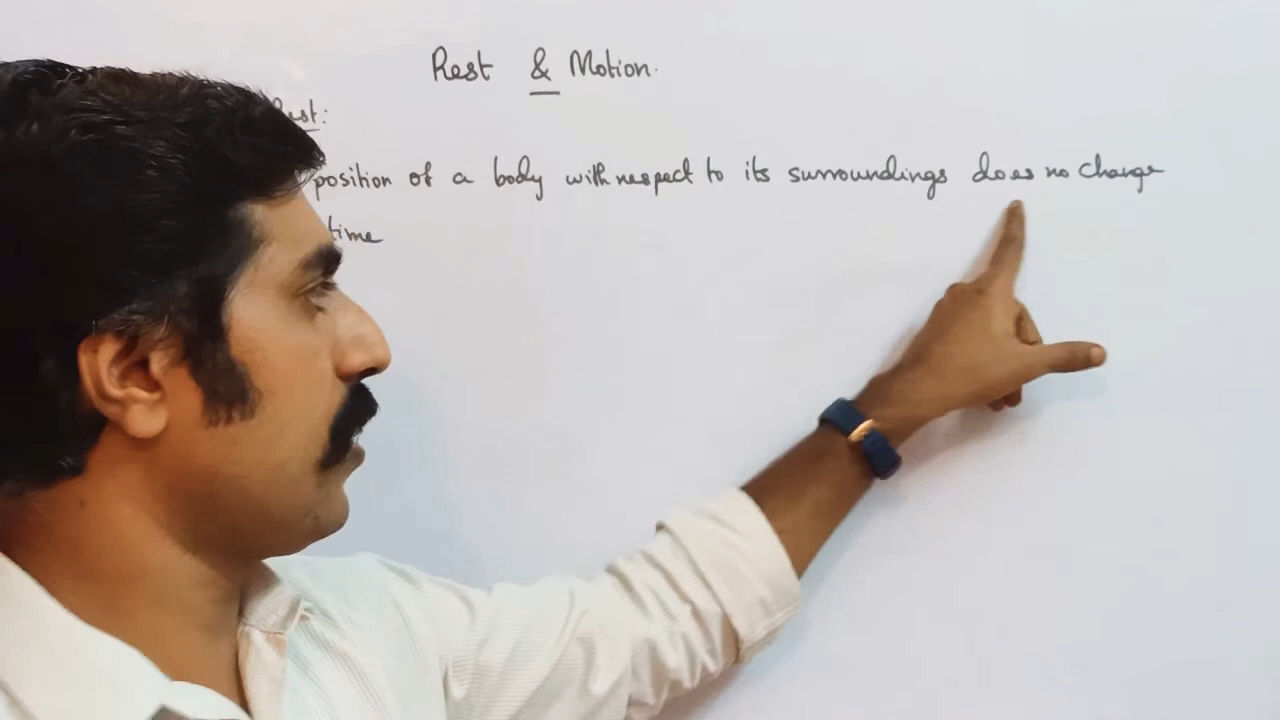 Rest & Motion.
position of a body with respect to its surroundings does no change
time